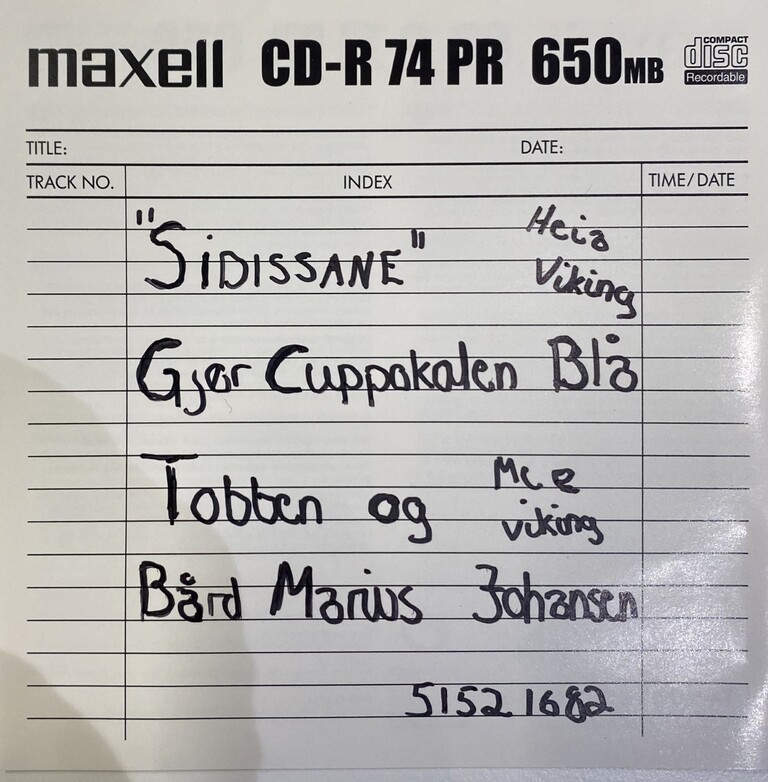 maxell CD-R 74 PR 650MB COMPACT disc Recordable
TITLE: DATE:
TRACK NO. INDEX TIME/DATE
"SiDISSANE" Heia Viking
Gjør Cuppokalen Blå
Tobben og Me e viking
Bård Marius Johansen
51521682